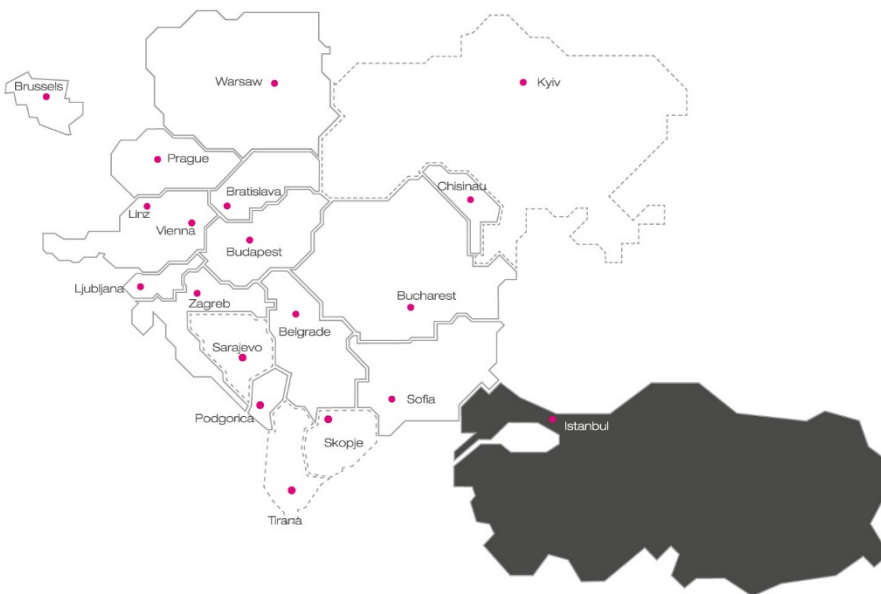 Warsaw
Kyiv
Brussels
Prague
Chisinau
Bratislava
Linz
Vienna
Budapest
Ljubljana
Zagreb
Bucharest
Belgrade
Sarajevo
Sofia
Podgorica
Istanbul
Skopje
Tirana